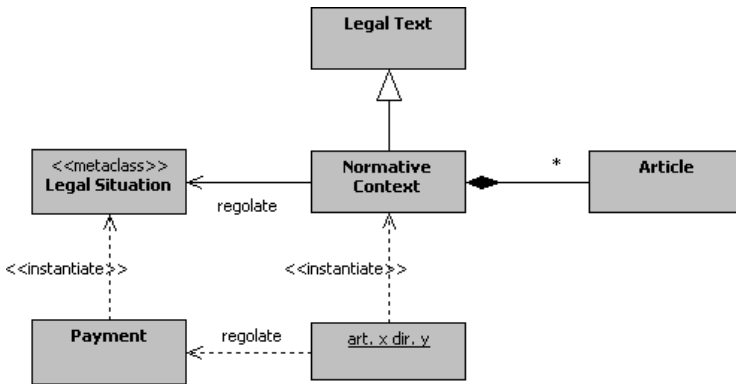 Legal Text
<<metaclass>>
Legal Situation
Normative
Context
*
Article
regolate
<<instantiate>>
<<instantiate>>
Payment
regolate
art. x dir. y